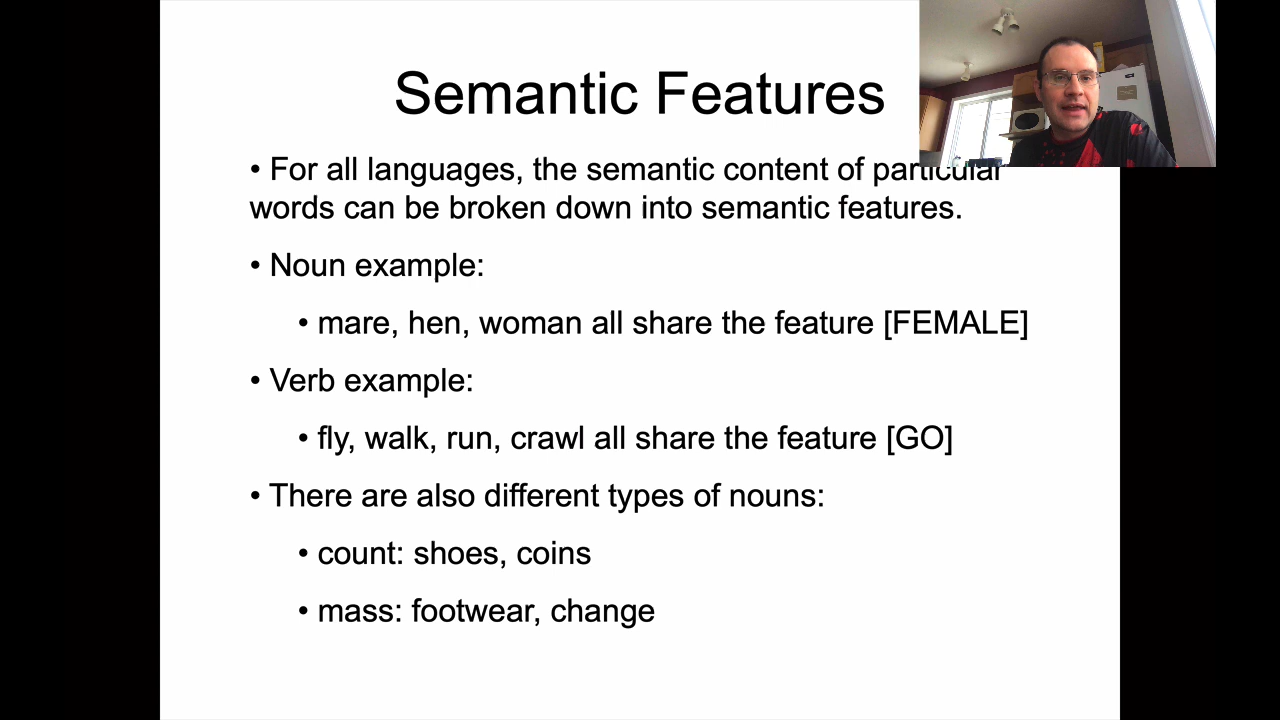 Semantic Features
• For all languages, the semantic content of particular
words can be broken down into semantic features.
• Noun example:
• mare, hen, woman all share the feature [FEMALE]
• Verb example:
• fly, walk, run, crawl all share the feature [GO]
• There are also different types of nouns:
• count: shoes, coins
• mass: footwear, change